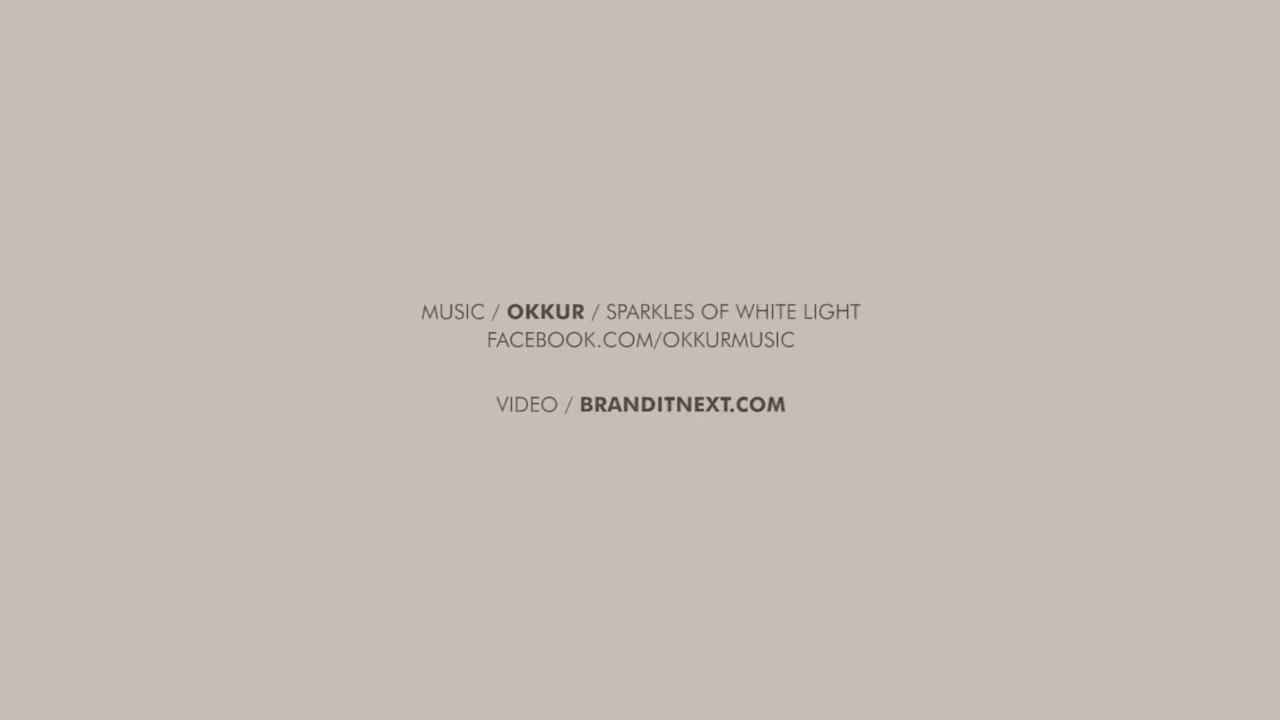 MUSIC / OKKUR / SPARKLES OF WHITE LIGHT
FACEBOOK.COM/OKKURMUSIC
VIDEO / BRANDITNEXT.COM